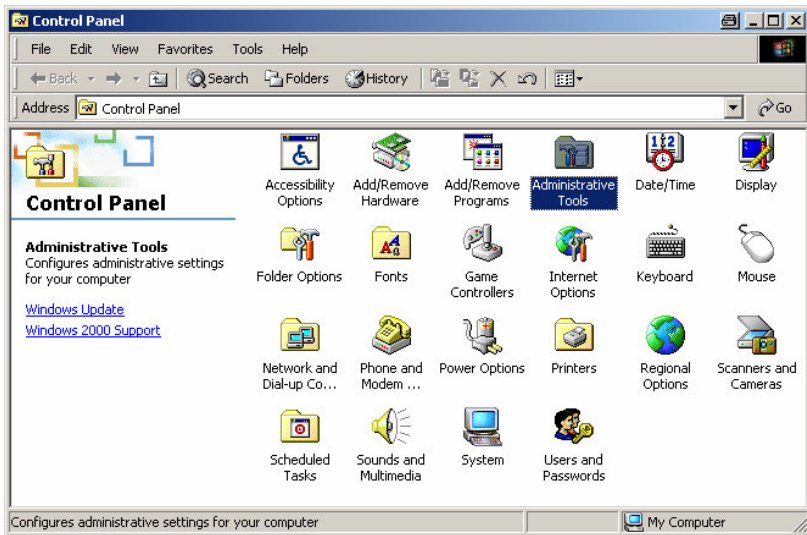 Control Panel
File Edit View Favorites Tools Help
Back Search Folders History
Address Control Panel Go
Control Panel
Administrative Tools
Configures administrative settings
for your computer
Windows Update
Windows 2000 Support
Accessibility
Options
Add/Remove
Hardware
Add/Remove
Programs
Administrative
Tools
Date/Time
Display
Folder Options
Fonts
Game
Controllers
Internet
Options
Keyboard
Mouse
Network and
Dial-up Co...
Phone and
Modem ...
Power Options
Printers
Regional
Options
Scanners and
Cameras
Scheduled
Tasks
Sounds and
Multimedia
System
Users and
Passwords
Configures administrative settings for your computer My Computer